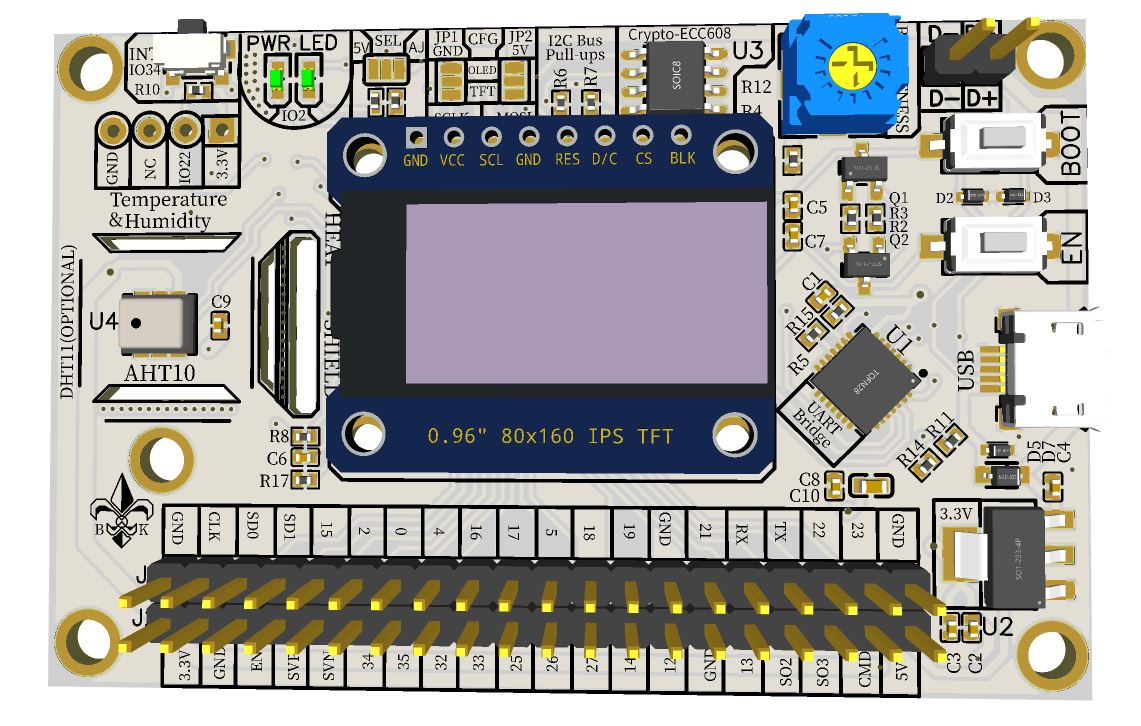 INT
IO34
R10
PWR LED
IO2
5V
SEL
AJ
JP1
GND
CFG
JP2
5V
OLED
TFT
I2C Bus
Pull-ups
R6
R7
Crypto-ECC608
SOIC8
U3
R12
R4
D-
D+
BOOT
GND
NC
IO22
3.3V
Temperature
&Humidity
GND
VCC
SCL
GND
RES
D/C
CS
BLK
0.96" 80x160 IPS TFT
C5
C7
Q1
R3
R2
Q2
D2
D3
EN
DHT11(OPTIONAL)
U4
C9
AHT10
HEAT
SHIELD
C1
R15
R5
U1
TQFN28
UART
Bridge
USB
R11
R14
D5
D7
C4
C8
C10
R8
C6
R17
B K
GND
CLK
SD0
SD1
15
2
0
4
16
17
5
18
19
GND
21
RX
TX
22
23
GND
3.3V
SOT-223-4P
U2
C3
C2
J
J
3.3V
GND
EN
SVP
SVN
34
35
32
33
25
26
27
14
12
GND
13
SO2
SO3
CMD
5V